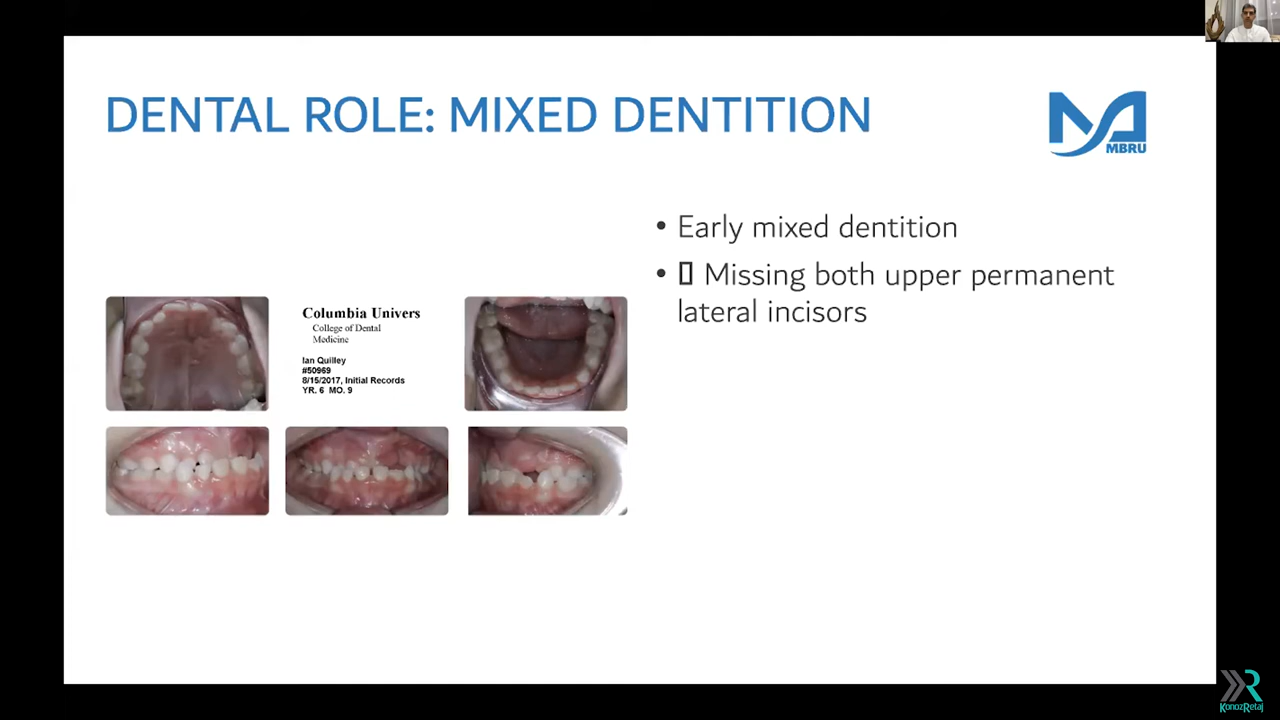 DENTAL ROLE: MIXED DENTITION
MBRU
• Early mixed dentition
• ▯ Missing both upper permanent
lateral incisors
Columbia Univers
College of Dental
Medicine
Ian Quilley
#50969
8/15/2017, Initial Records
YR. 6 MO. 9
KonozRetaj